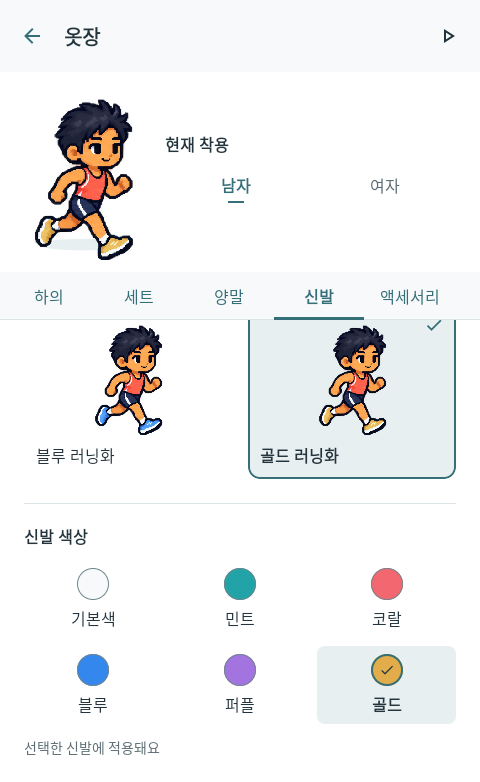 옷장
현재 착용
남자 여자
하의 세트 양말 신발 액세서리
블루 러닝화 골드 러닝화
신발 색상
기본색 민트 코랄
블루 퍼플 골드
선택한 신발에 적용돼요